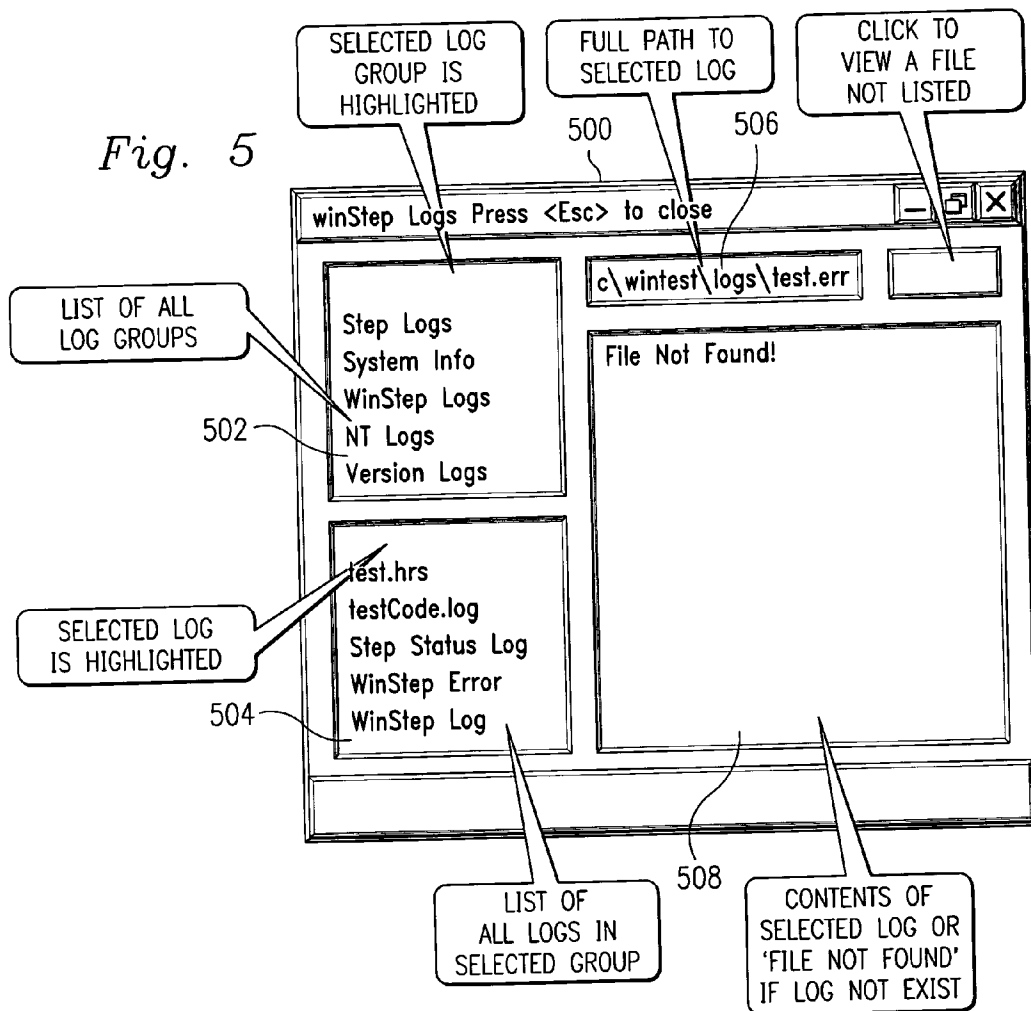 SELECTED LOG
GROUP IS
HIGHLIGHTED
FULL PATH TO
SELECTED LOG
CLICK TO
VIEW A FILE
NOT LISTED
Fig. 5
500
506
winStep Logs Press <Esc> to close
c\wintest\logs\test.err
LIST OF ALL
LOG GROUPS
Step Logs
System Info
WinStep Logs
NT Logs
Version Logs
502
File Not Found!
test.hrs
testCode.log
Step Status Log
WinStep Error
WinStep Log
SELECTED LOG
IS HIGHLIGHTED
504
508
LIST OF
ALL LOGS IN
SELECTED GROUP
CONTENTS OF
SELECTED LOG OR
'FILE NOT FOUND'
IF LOG NOT EXIST